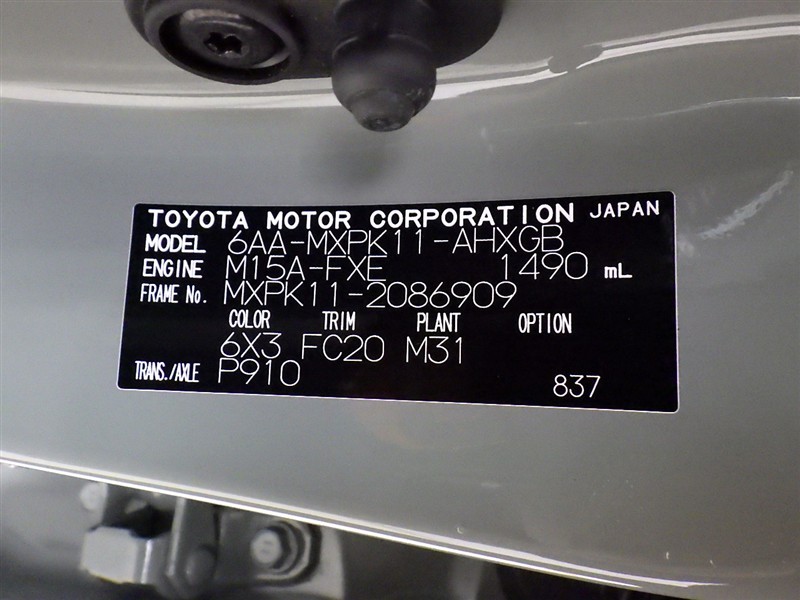 TOYOTA MOTOR CORPORATION JAPAN
MODEL 6AA-MXPK11-AHXGB
ENGINE M15A-FXE 1490 mL
FRAME No. MXPK11-2086909
COLOR TRIM PLANT OPTION
6X3 FC20 M31
TRANS./AXLE P910 837